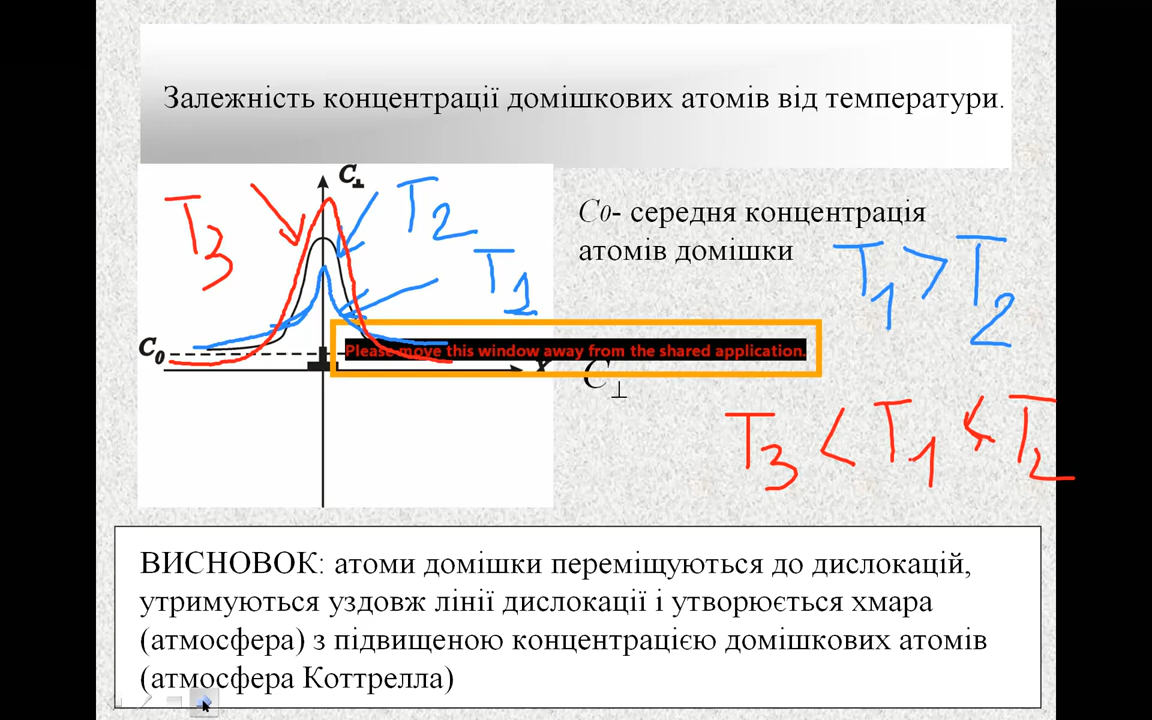 Залежність концентрації домішкових атомів від температури.
C⊥
T3
T2
T1
C0
C0- середня концентрація
атомів домішки
T1 > T2
Please move this window away from the shared application.
x
C⊥
T3 < T1 < T2
ВИСНОВОК: атоми домішки переміщуються до дислокацій,
утримуються уздовж лінії дислокації і утворюється хмара
(атмосфера) з підвищеною концентрацією домішкових атомів
(атмосфера Коттрелла)